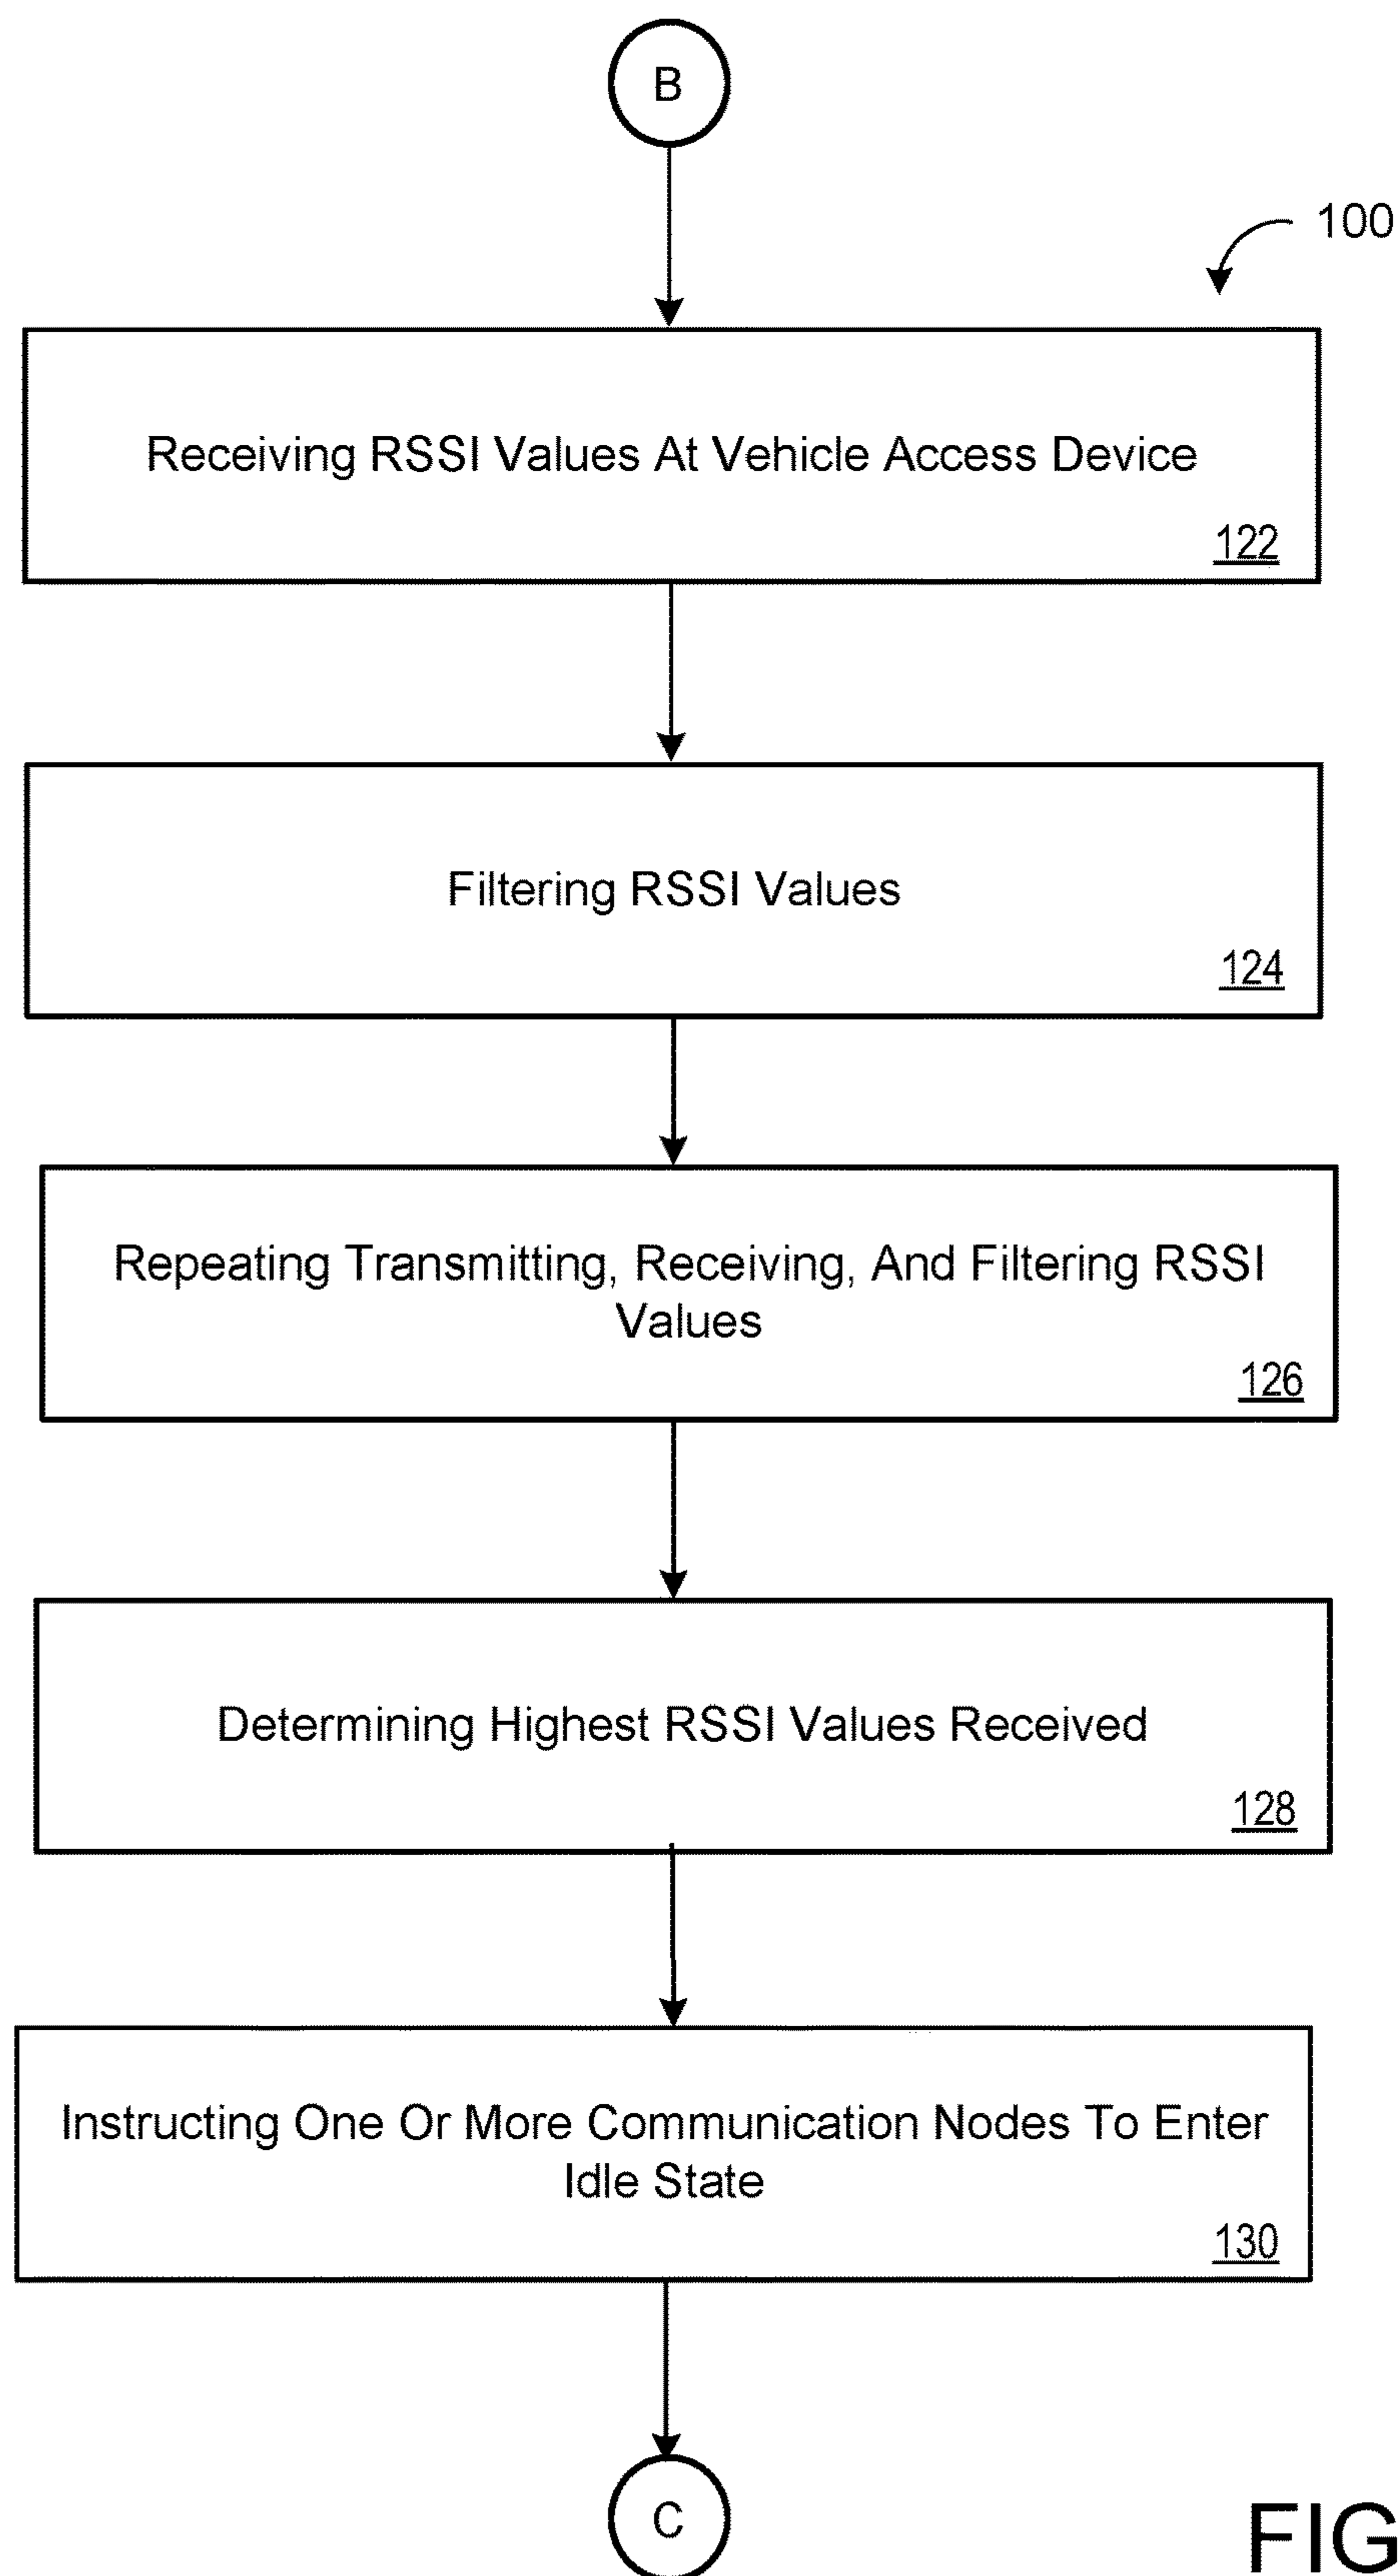 B
100
Receiving RSSI Values At Vehicle Access Device
122
Filtering RSSI Values
124
Repeating Transmitting, Receiving, And Filtering RSSI
Values
126
Determining Highest RSSI Values Received
128
Instructing One Or More Communication Nodes To Enter
Idle State
130
C
FIG